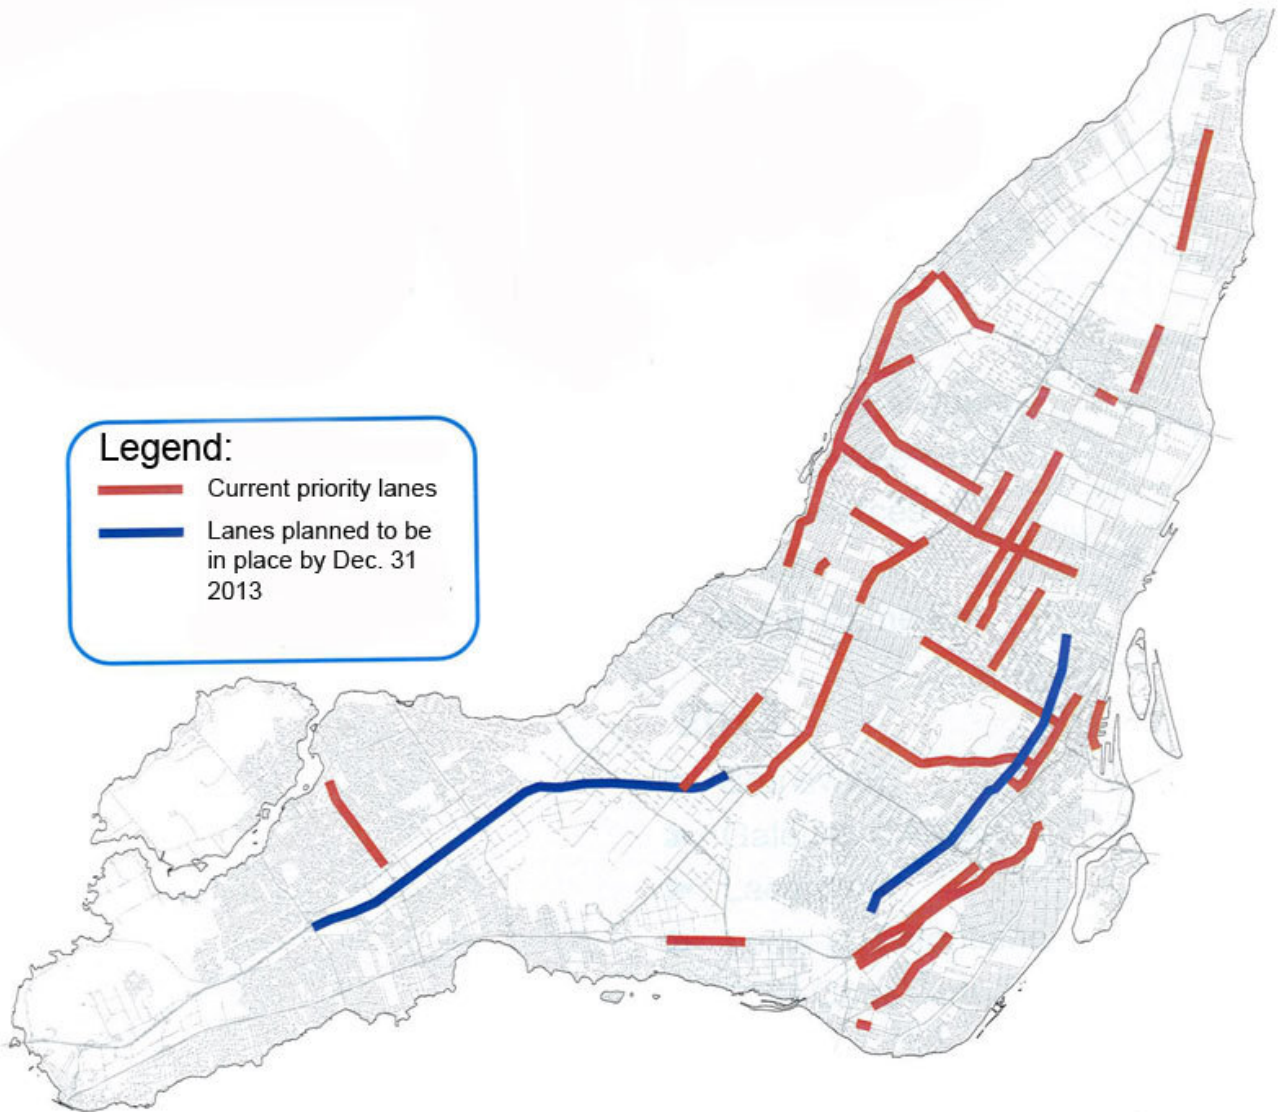 Legend:
Current priority lanes
Lanes planned to be
in place by Dec. 31
2013